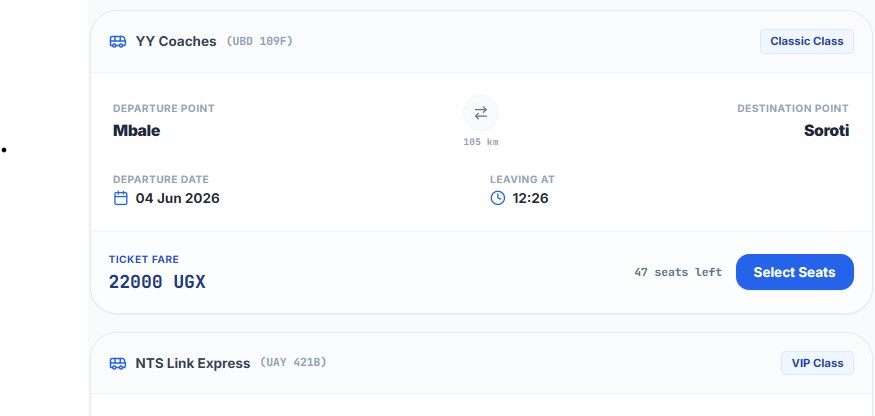 YY Coaches (UBD 109F) Classic Class
DEPARTURE POINT DESTINATION POINT
Mbale Soroti
105 km
DEPARTURE DATE LEAVING AT
04 Jun 2026 12:26
TICKET FARE
22000 UGX
47 seats left Select Seats
NTS Link Express (UAY 421B) VIP Class